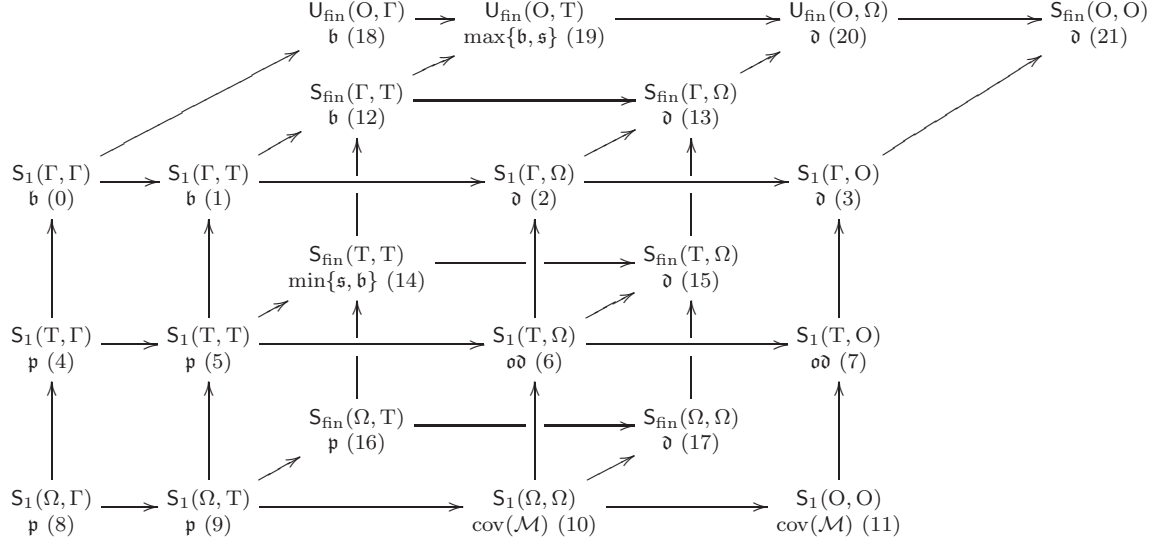 U_fin(O, Γ) U_fin(O, T) U_fin(O, Ω) S_fin(O, O)
𝔟 (18) max{𝔟, 𝔰} (19) 𝔡 (20) 𝔡 (21)
S_fin(Γ, T) S_fin(Γ, Ω)
𝔟 (12) 𝔡 (13)
S_1(Γ, Γ) S_1(Γ, T) S_1(Γ, Ω) S_1(Γ, O)
𝔟 (0) 𝔟 (1) 𝔡 (2) 𝔡 (3)
S_fin(T, T) S_fin(T, Ω)
min{𝔰, 𝔟} (14) 𝔡 (15)
S_1(T, Γ) S_1(T, T) S_1(T, Ω) S_1(T, O)
𝔭 (4) 𝔭 (5) 𝔬𝔡 (6) 𝔬𝔡 (7)
S_fin(Ω, T) S_fin(Ω, Ω)
𝔭 (16) 𝔡 (17)
S_1(Ω, Γ) S_1(Ω, T) S_1(Ω, Ω) S_1(O, O)
𝔭 (8) 𝔭 (9) cov(ℳ) (10) cov(ℳ) (11)